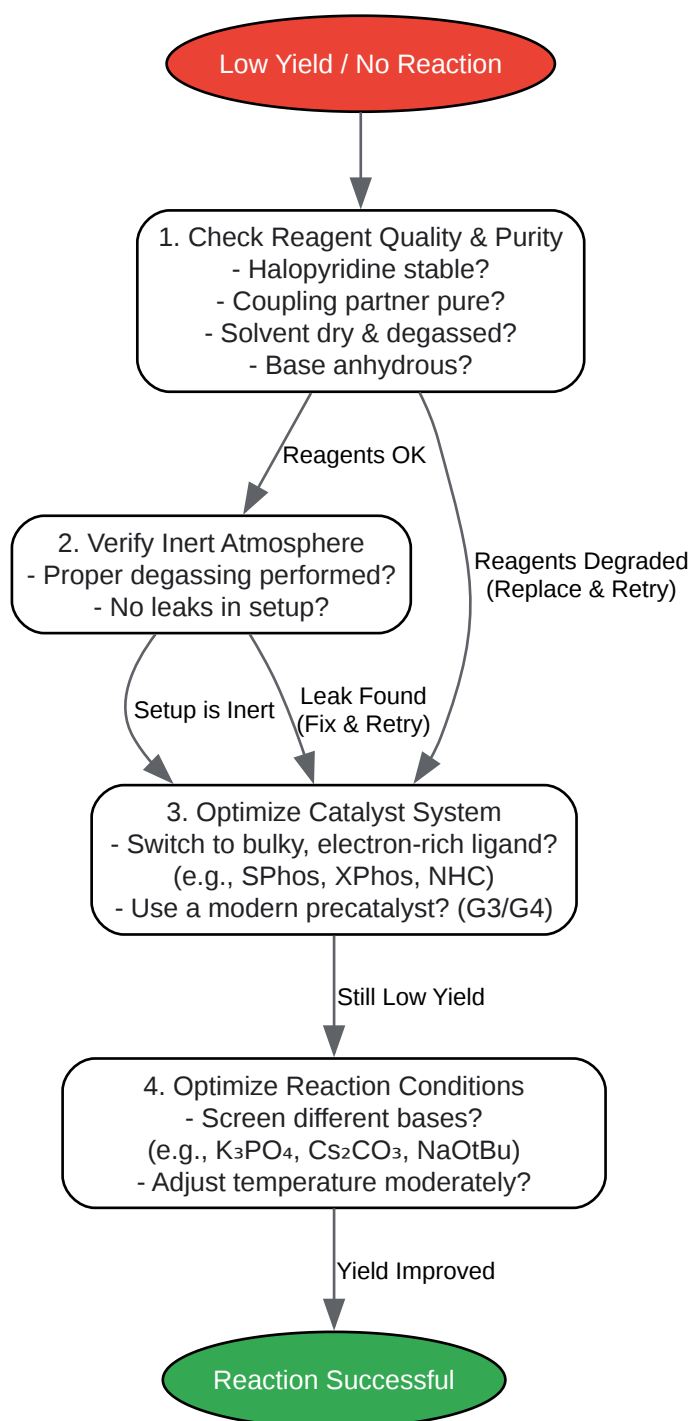 Low Yield / No Reaction
1. Check Reagent Quality & Purity
- Halopyridine stable?
- Coupling partner pure?
- Solvent dry & degassed?
- Base anhydrous?
Reagents OK
2. Verify Inert Atmosphere
- Proper degassing performed?
- No leaks in setup?
Reagents Degraded
(Replace & Retry)
Setup is Inert
Leak Found
(Fix & Retry)
3. Optimize Catalyst System
- Switch to bulky, electron-rich ligand?
(e.g., SPhos, XPhos, NHC)
- Use a modern precatalyst? (G3/G4)
Still Low Yield
4. Optimize Reaction Conditions
- Screen different bases?
(e.g., K₃PO₄, Cs₂CO₃, NaOtBu)
- Adjust temperature moderately?
Yield Improved
Reaction Successful